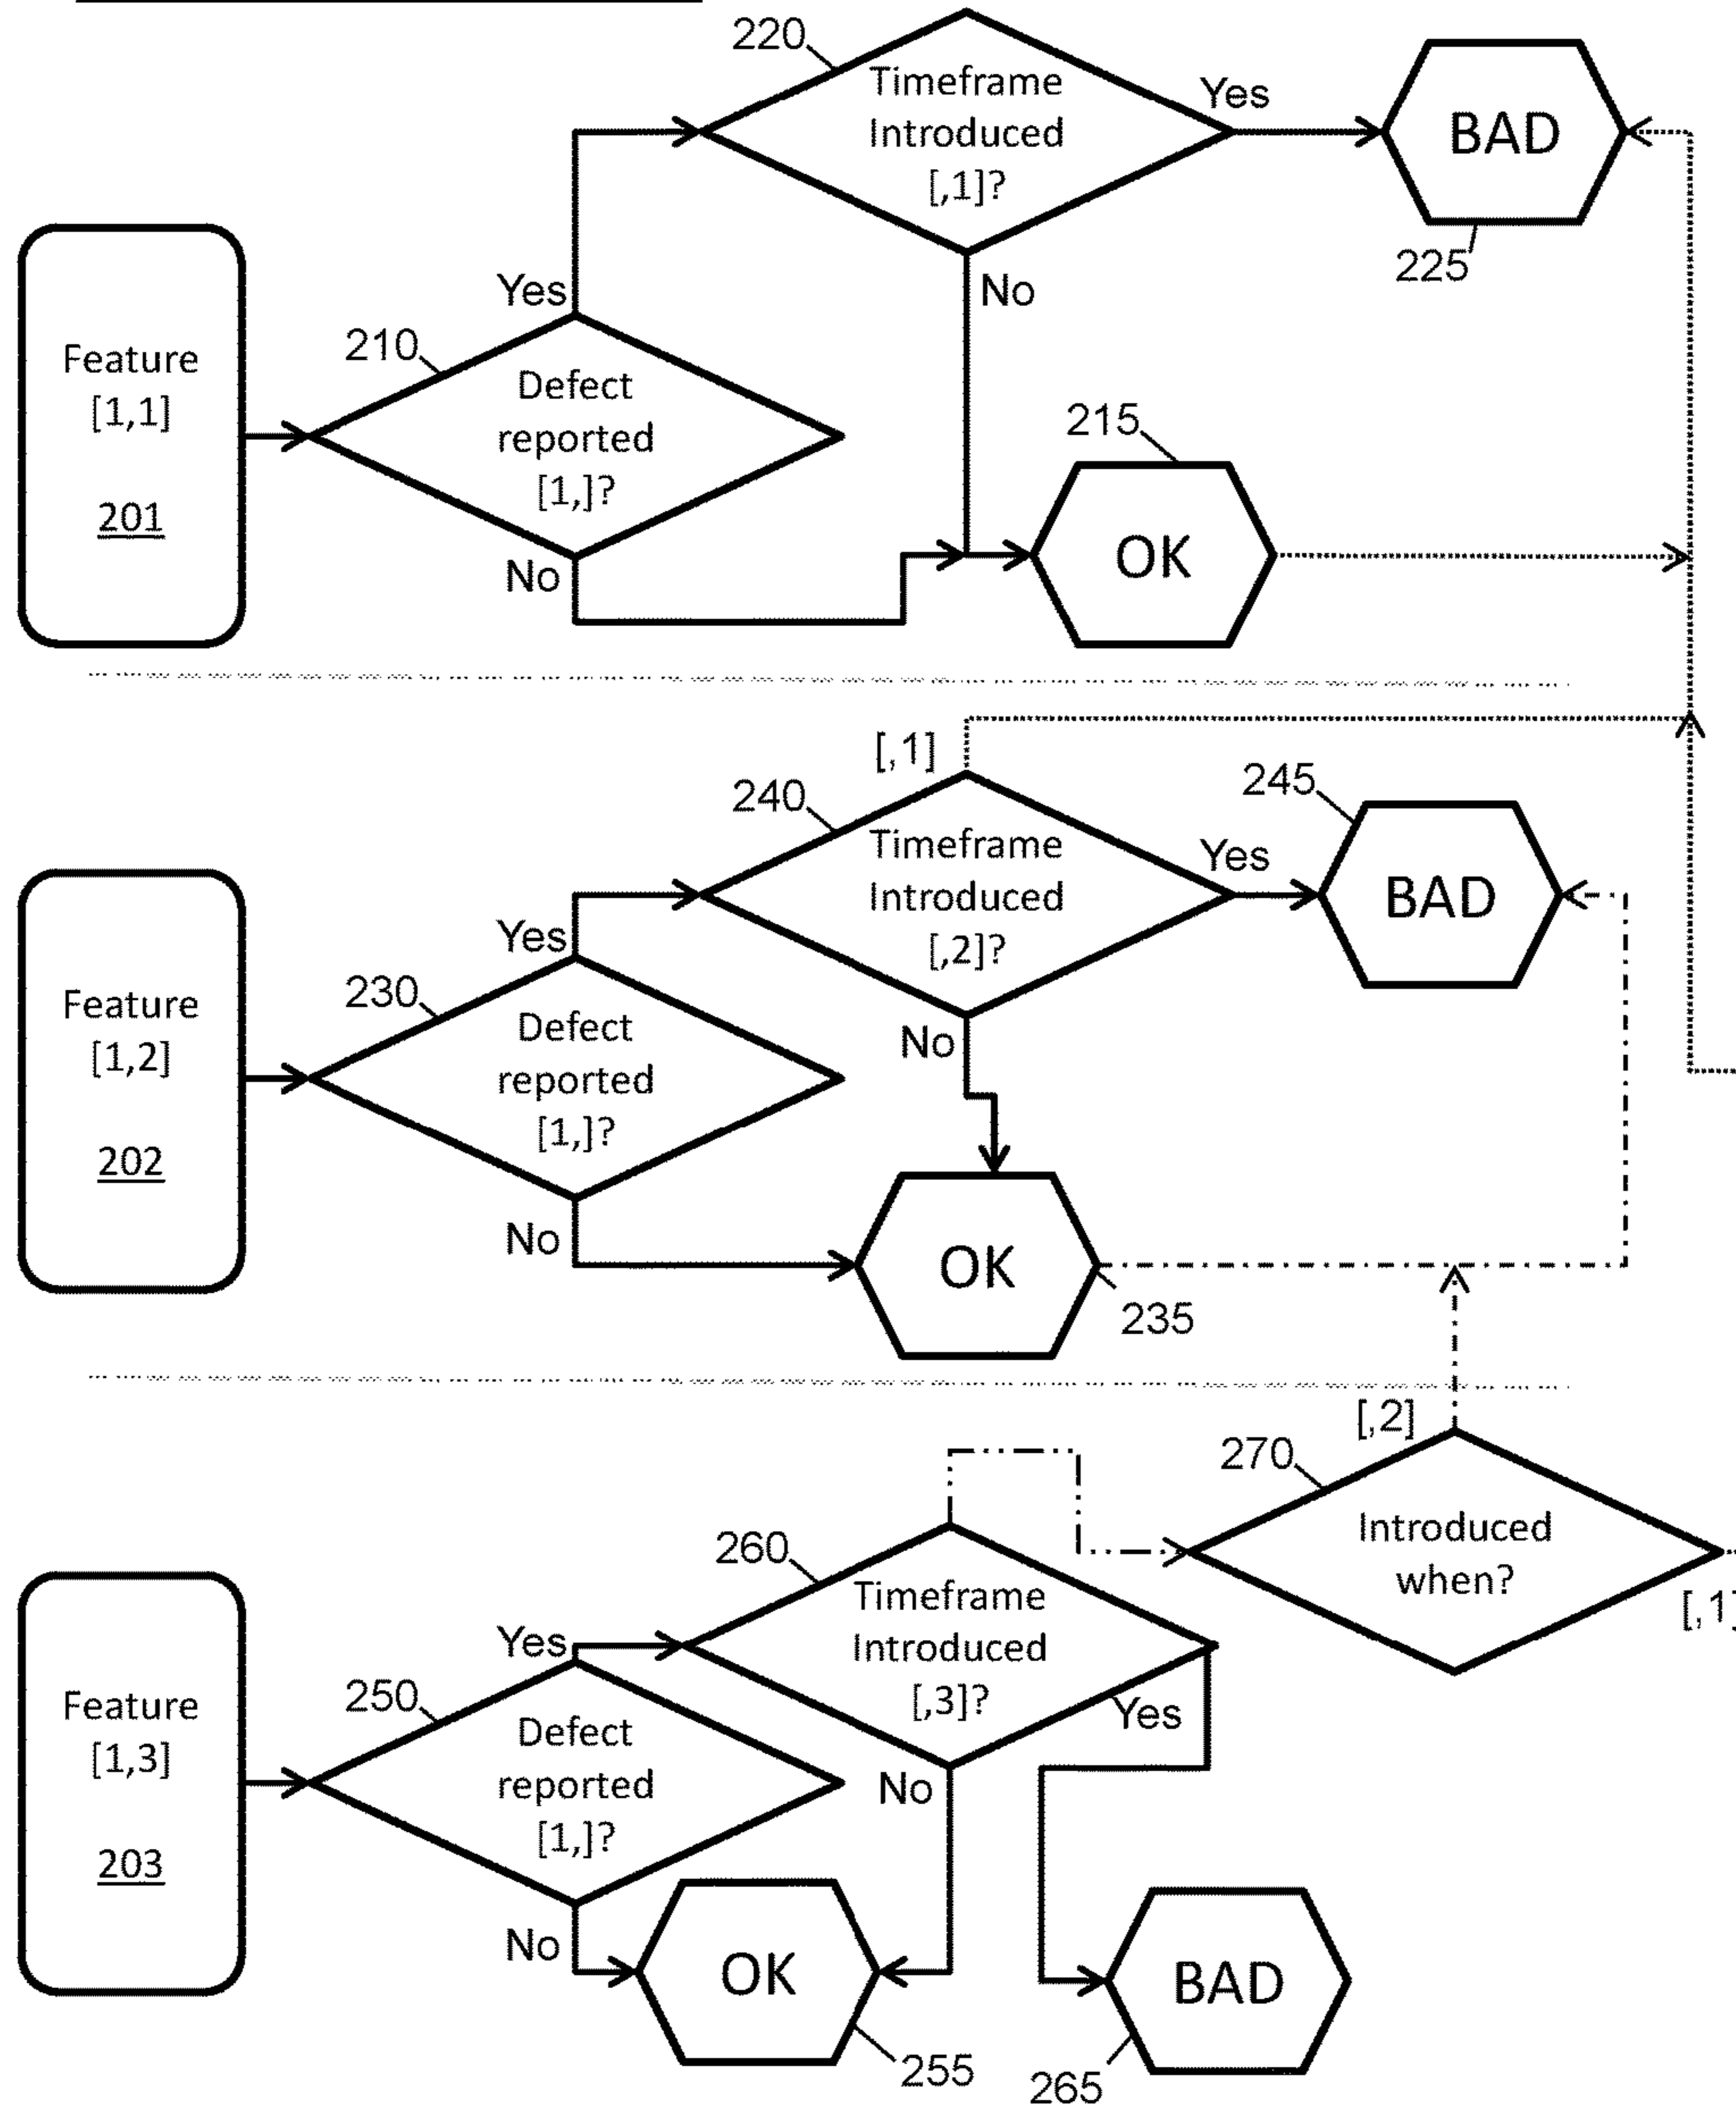 220
Timeframe
Introduced
[,1]?
Yes
BAD
225
No
Yes
210
Feature
[1,1]
201
Defect
reported
[1,]?
No
215
OK
[,1]
240
Timeframe
Introduced
[,2]?
Yes
245
BAD
Yes
230
Feature
[1,2]
202
Defect
reported
[1,]?
No
No
OK
235
[,2]
270
Introduced
when?
[,1]
260
Timeframe
Introduced
[,3]?
Yes
Yes
250
Feature
[1,3]
203
Defect
reported
[1,]?
No
No
OK
255
BAD
265